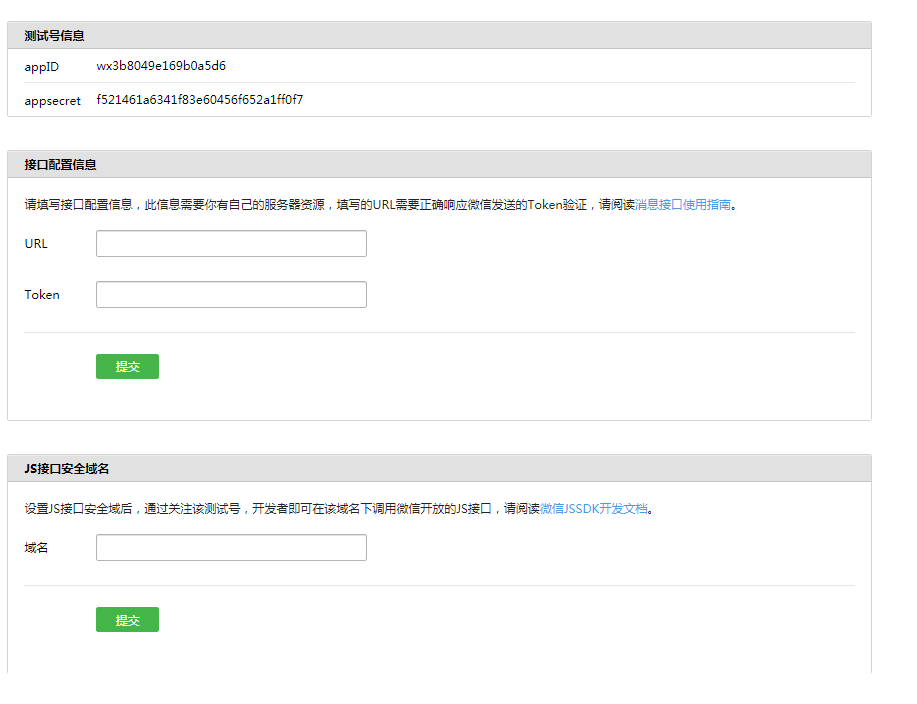 测试号信息
appID wx3b8049e169b0a5d6
appsecret f521461a6341f83e60456f652a1ff0f7
接口配置信息
请填写接口配置信息，此信息需要你有自己的服务器资源，填写的URL需要正确响应微信发送的Token验证，请阅读消息接口使用指南。
URL
Token
提交
JS接口安全域名
设置JS接口安全域后，通过关注该测试号，开发者即可在该域名下调用微信开放的JS接口，请阅读微信JSSDK开发文档。
域名
提交